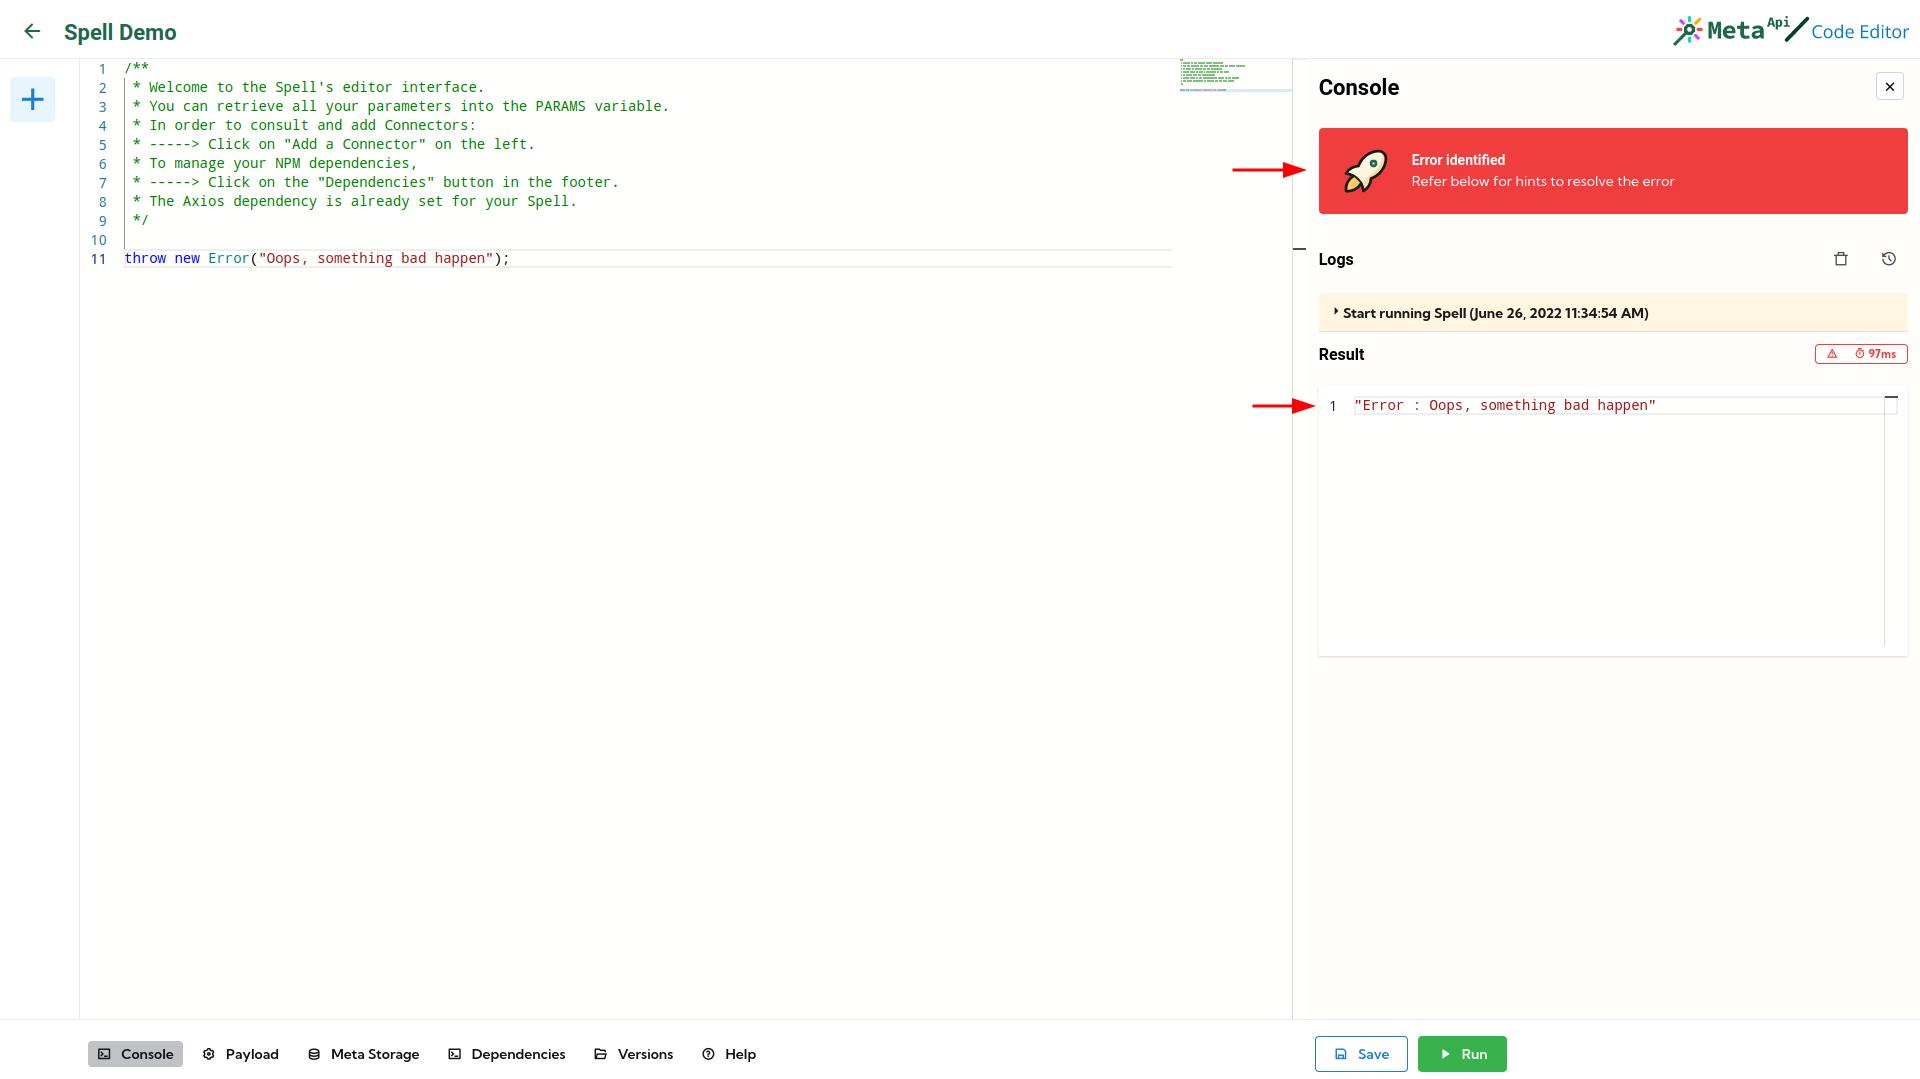 Spell Demo
Meta Api Code Editor
1 /**
2 * Welcome to the Spell's editor interface.
3 * You can retrieve all your parameters into the PARAMS variable.
4 * In order to consult and add Connectors:
5 * -----> Click on "Add a Connector" on the left.
6 * To manage your NPM dependencies,
7 * -----> Click on the "Dependencies" button in the footer.
8 * The Axios dependency is already set for your Spell.
9 */
10
11 throw new Error("Oops, something bad happen");
Console
Error identified
Refer below for hints to resolve the error
Logs
Start running Spell (June 26, 2022 11:34:54 AM)
Result
97ms
1 "Error : Oops, something bad happen"
Console
Payload
Meta Storage
Dependencies
Versions
Help
Save
Run